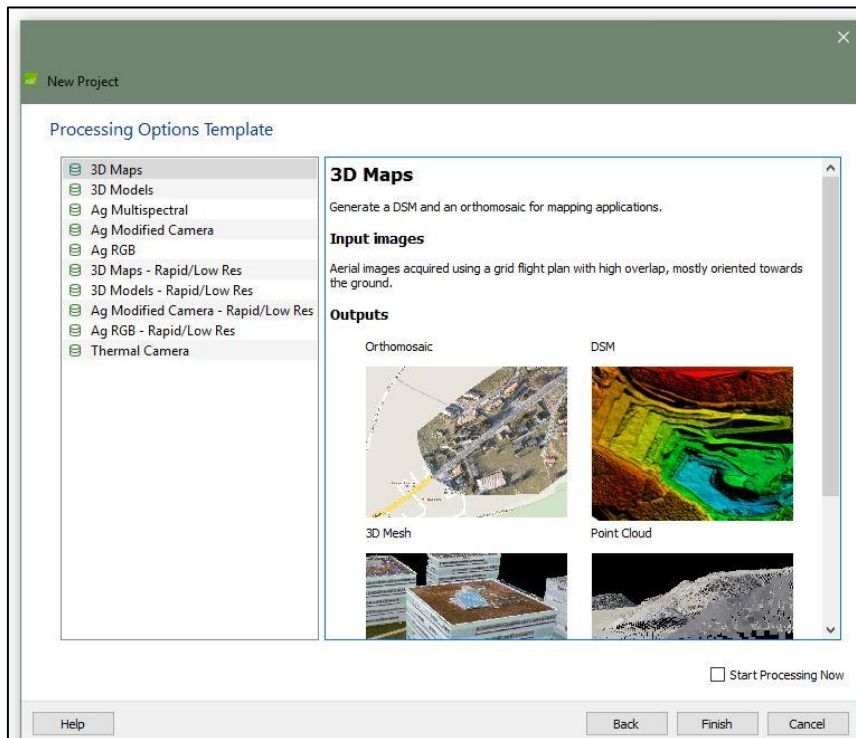 New Project
Processing Options Template
3D Maps
3D Models
Ag Multispectral
Ag Modified Camera
Ag RGB
3D Maps - Rapid/Low Res
3D Models - Rapid/Low Res
Ag Modified Camera - Rapid/Low Res
Ag RGB - Rapid/Low Res
Thermal Camera
3D Maps
Generate a DSM and an orthomosaic for mapping applications.
Input images
Aerial images acquired using a grid flight plan with high overlap, mostly oriented towards
the ground.
Outputs
Orthomosaic
DSM
3D Mesh
Point Cloud
Start Processing Now
Help
Back
Finish
Cancel